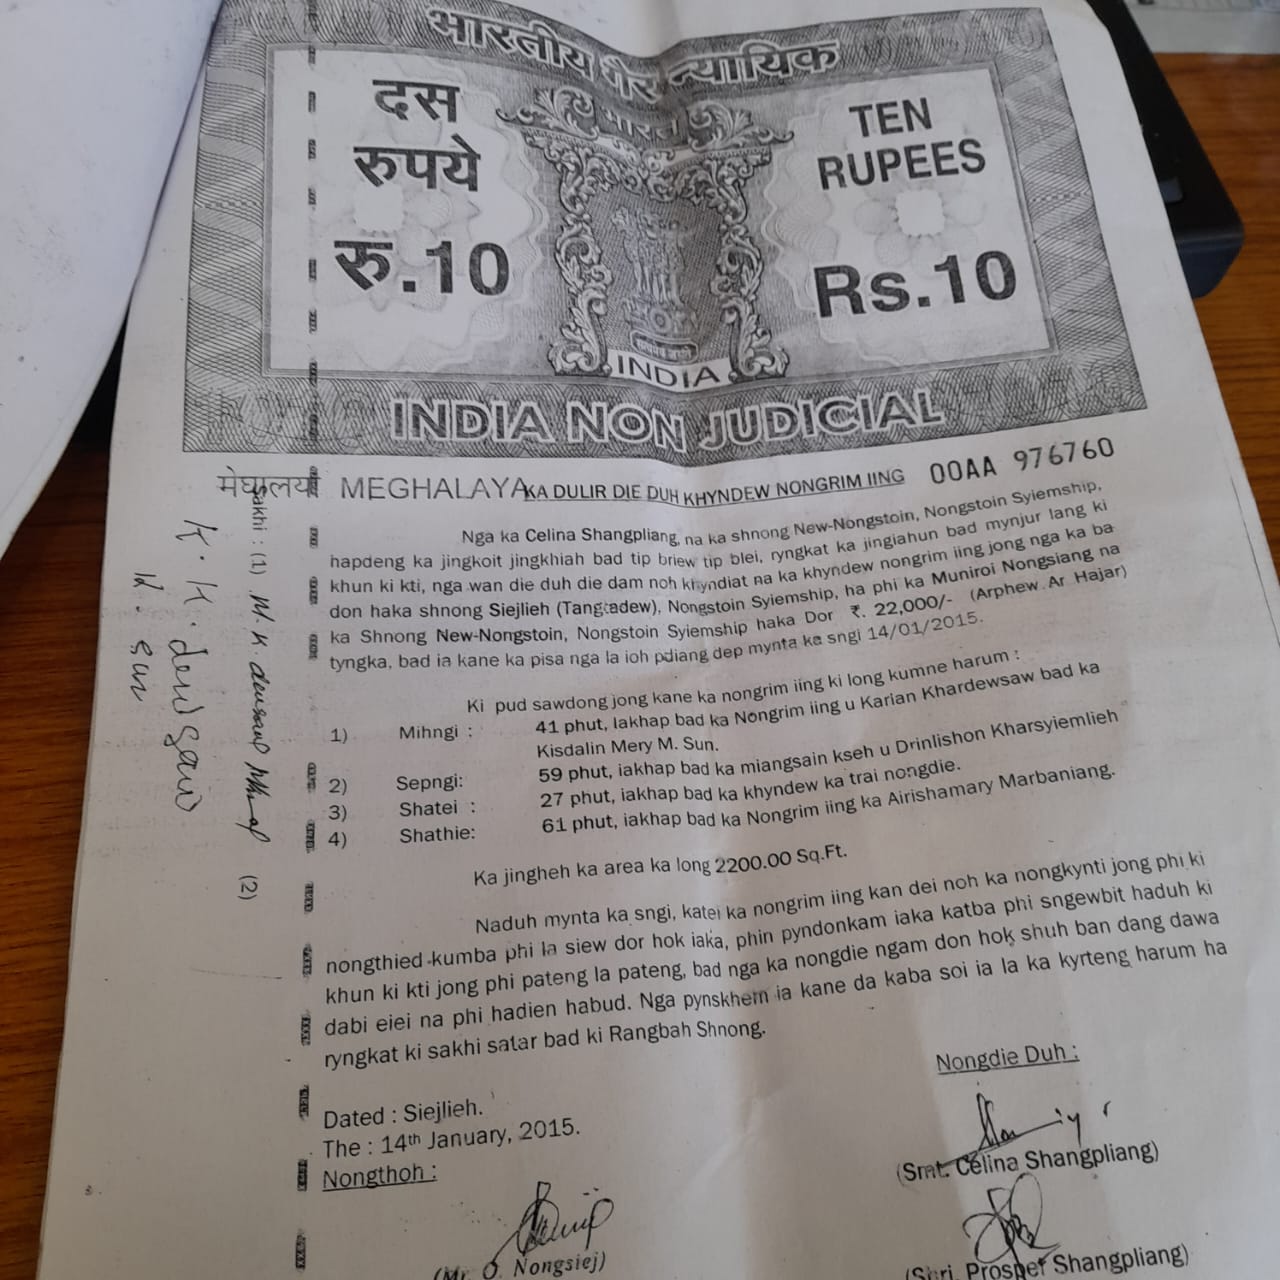 भारतीय गैर न्यायिक
भारत
दस
रुपये
रु.10
TEN
RUPEES
Rs.10
INDIA
INDIA NON JUDICIAL
मेघालय MEGHALAYA
00AA 976760
KA DULIR DIE DUH KHYNDEW NONGRIM IING
Nga ka Celina Shangpliang, na ka shnong New-Nongstoin, Nongstoin Syiemship,
hapdeng ka jingkoit jingkhiah bad tip briew tip blei, ryngkat ka jingiahun bad mynjur lang ki
khun ki kti, nga wan die duh die dam noh khyndiat na ka khyndew nongrim iing jong nga ka ba
don haka shnong Siejlieh (Tangtadew), Nongstoin Syiemship, ha phi ka Muniroi Nongsiang na
ka Shnong New-Nongstoin, Nongstoin Syiemship haka Dor ₹. 22,000/- (Arphew Ar Hajar)
tyngka, bad ia kane ka pisa nga la ioh pdiang dep mynta ka sngi 14/01/2015.
Ki pud sawdong jong kane ka nongrim iing ki long kumne harum :
1) Mihngi : 41 phut, Iakhap bad ka Nongrim iing u Karian Khardewsaw bad ka
Kisdalin Mery M. Sun.
2) Sepngi: 59 phut, iakhap bad ka miangsain kseh u Drinlishon Kharsyiemlieh
3) Shatei : 27 phut, iakhap bad ka khyndew ka trai nongdie.
4) Shathie: 61 phut, iakhap bad ka Nongrim iing ka Airishamary Marbaniang.
Ka jingheh ka area ka long 2200.00 Sq.Ft.
Naduh mynta ka sngi, katei ka nongrim iing kan dei noh ka nongkynti jong phi ki
nongthied kumba phi la siew dor hok iaka, phin pyndonkam iaka katba phi sngewbit haduh ki
khun ki kti jong phi pateng la pateng, bad nga ka nongdie ngam don hok shuh ban dang dawa
dabi eiei na phi hadien habud. Nga pynskhem ia kane da kaba soi ia la ka kyrteng harum ha
ryngkat ki sakhi satar bad ki Rangbah Shnong.
Nongdie Duh :
Dated : Siejlieh.
The : 14th January, 2015.
Nongthoh :
(Smt. Celina Shangpliang)
(Mr. O. Nongsiej)
(Shri. Prosper Shangpliang)
Sakhi : (1) M. K.
(2)
K. K.
K. Sun